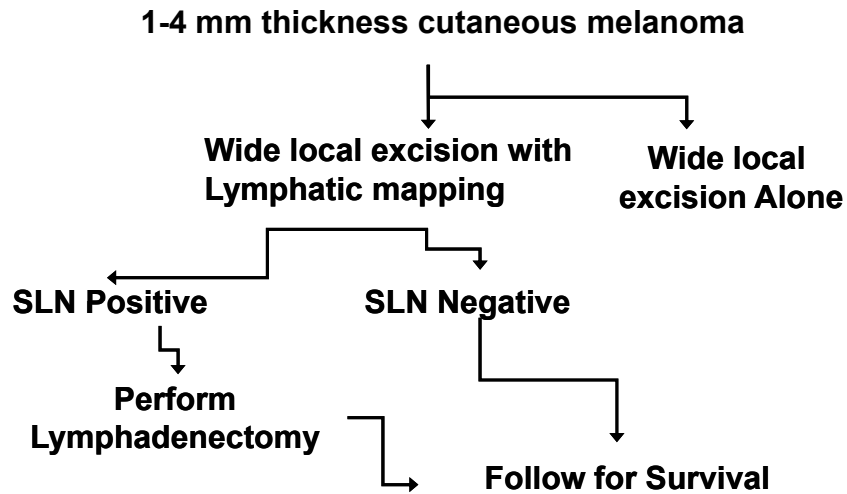 1-4 mm thickness cutaneous melanoma
Wide local excision with
Lymphatic mapping
Wide local
excision Alone
SLN Positive
SLN Negative
Perform
Lymphadenectomy
Follow for Survival